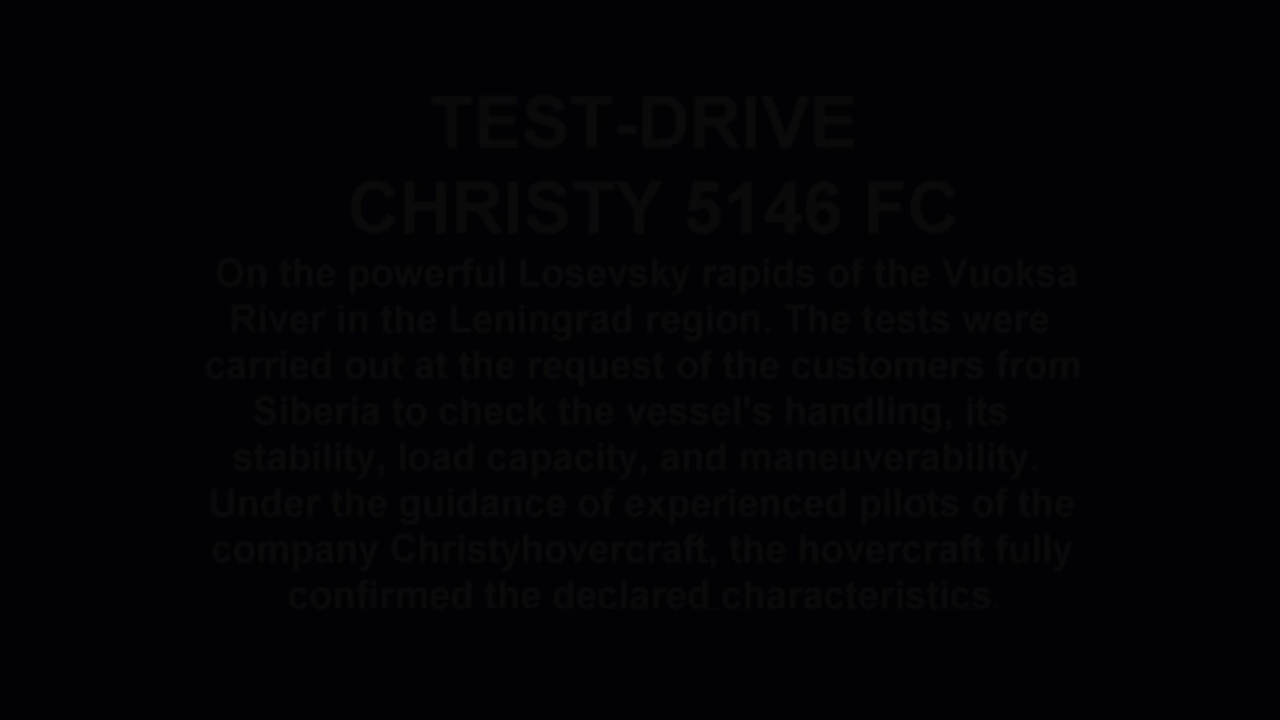 TEST-DRIVE
CHRISTY 5146 FC
On the powerful Losevsky rapids of the Vuoksa
River in the Leningrad region. The tests were
carried out at the request of the customers from
Siberia to check the vessel's handling, its
stability, load capacity, and maneuverability.
Under the guidance of experienced pilots of the
company Christyhovercraft, the hovercraft fully
confirmed the declared characteristics.